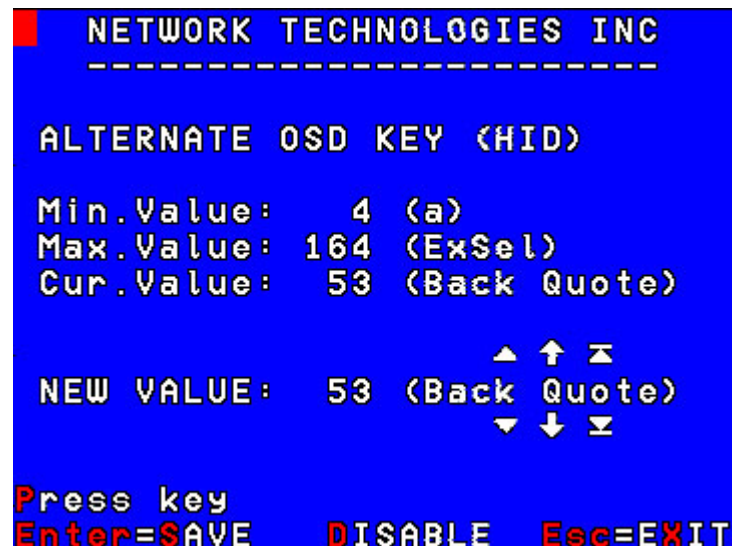 NETWORK TECHNOLOGIES INC
------------------------
ALTERNATE OSD KEY (HID)
Min.Value: 4 (a)
Max.Value: 164 (ExSel)
Cur.Value: 53 (Back Quote)
NEW VALUE: 53 (Back Quote)
Press key
Enter=SAVE DISABLE Esc=EXIT